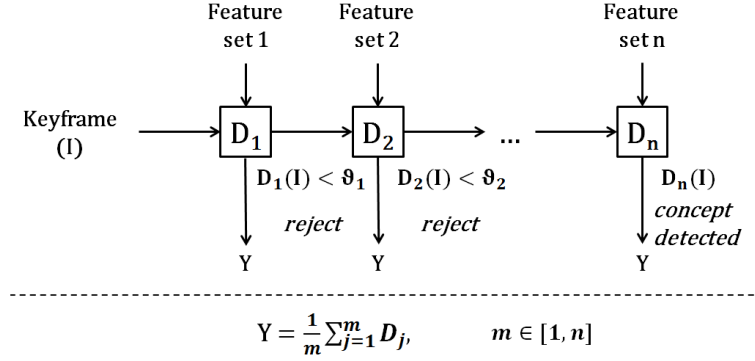 Feature set 1
Feature set 2
Feature set n
Keyframe (I)
D₁
D₂
...
Dₙ
D₁(I) < ϑ₁
reject
D₂(I) < ϑ₂
reject
Dₙ(I)
concept detected
Y
Y
Y
Y = 1/m ∑ⱼ₌₁ᵐ Dⱼ, m ∈ [1, n]